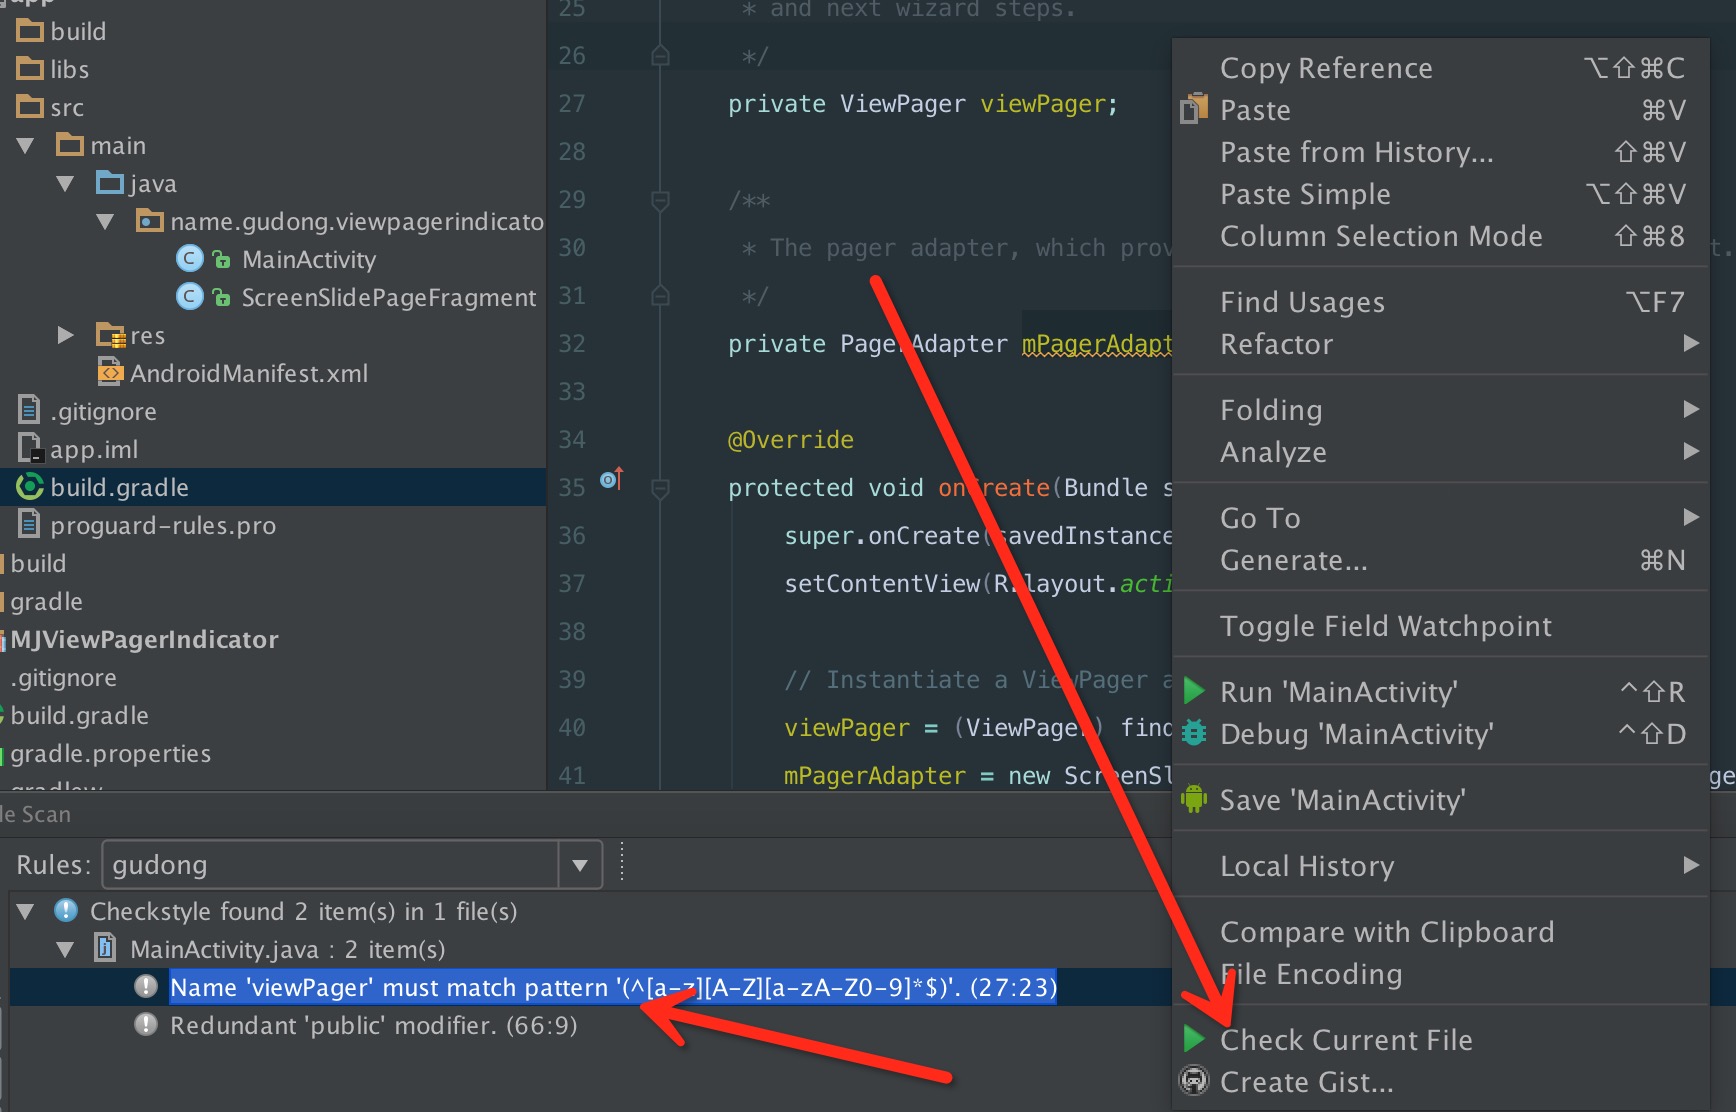 app
build
libs
src
main
java
name.gudong.viewpagerindicato
MainActivity
ScreenSlidePageFragment
res
AndroidManifest.xml
.gitignore
app.iml
build.gradle
proguard-rules.pro
build
gradle
MJViewPagerIndicator
.gitignore
build.gradle
gradle.properties
gradlew
25 * and next wizard steps.
26 */
27 private ViewPager viewPager;
28
29 /**
30 * The pager adapter, which prov t.
31 */
32 private PagerAdapter mPagerAdapt
33
34 @Override
35 protected void onCreate(Bundle s
36 super.onCreate(savedInstance
37 setContentView(R.layout.acti
38
39 // Instantiate a ViewPager a
40 viewPager = (ViewPager) find
41 mPagerAdapter = new ScreenSl ge
Copy Reference ⌥⇧⌘C
Paste ⌘V
Paste from History... ⇧⌘V
Paste Simple ⌥⇧⌘V
Column Selection Mode ⇧⌘8
Find Usages ⌥F7
Refactor
Folding
Analyze
Go To
Generate... ⌘N
Toggle Field Watchpoint
Run 'MainActivity' ^⇧R
Debug 'MainActivity' ^⇧D
Save 'MainActivity'
Local History
Compare with Clipboard
File Encoding
Check Current File
Create Gist...
le Scan
Rules: gudong
Checkstyle found 2 item(s) in 1 file(s)
MainActivity.java : 2 item(s)
Name 'viewPager' must match pattern '(^[a-z][A-Z][a-zA-Z0-9]*$)'. (27:23)
Redundant 'public' modifier. (66:9)